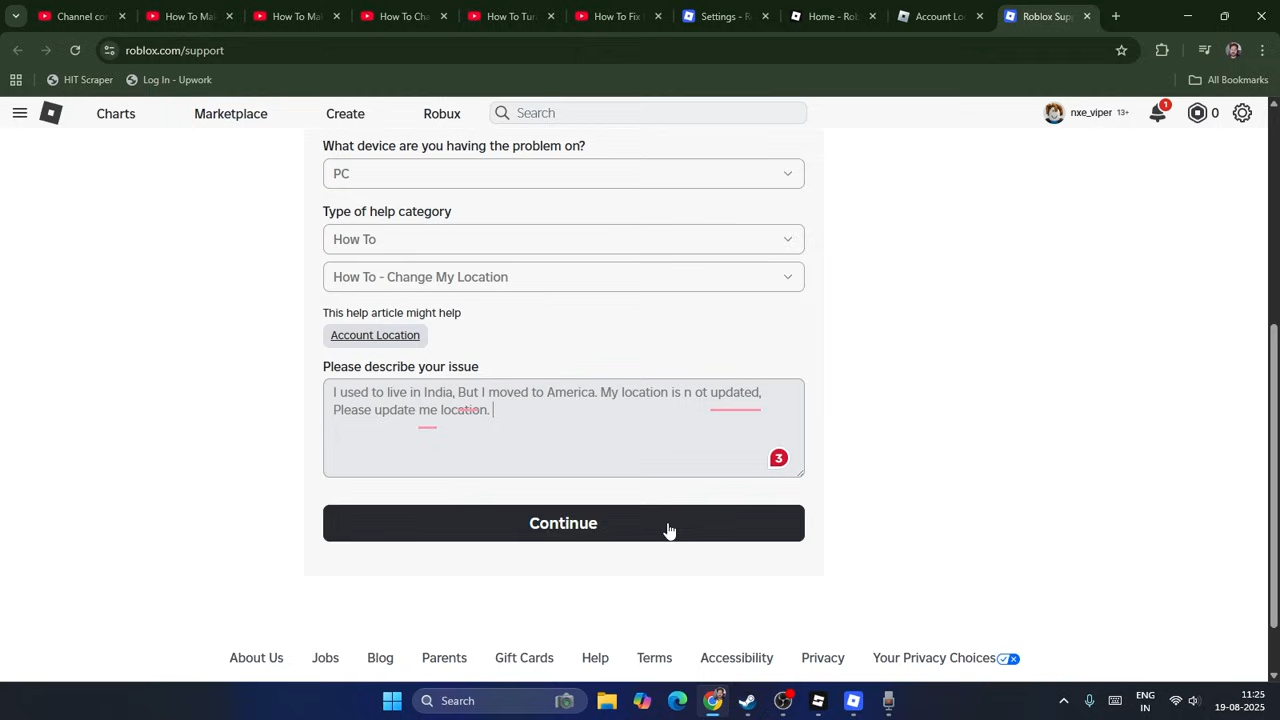 Channel co
How To Mal
How To Mal
How To Cha
How To Tur
How To Fix I
Settings - R
Home - Rob
Account Lo
Roblox Sup
roblox.com/support
HIT Scraper
Log In - Upwork
All Bookmarks
Charts
Marketplace
Create
Robux
Search
nxe_viper 13+
1
0
What device are you having the problem on?
PC
Type of help category
How To
How To - Change My Location
This help article might help
Account Location
Please describe your issue
I used to live in India, But I moved to America. My location is n ot updated,
Please update me location.
3
Continue
About Us
Jobs
Blog
Parents
Gift Cards
Help
Terms
Accessibility
Privacy
Your Privacy Choices
Search
ENG
IN
11:25
19-08-2025